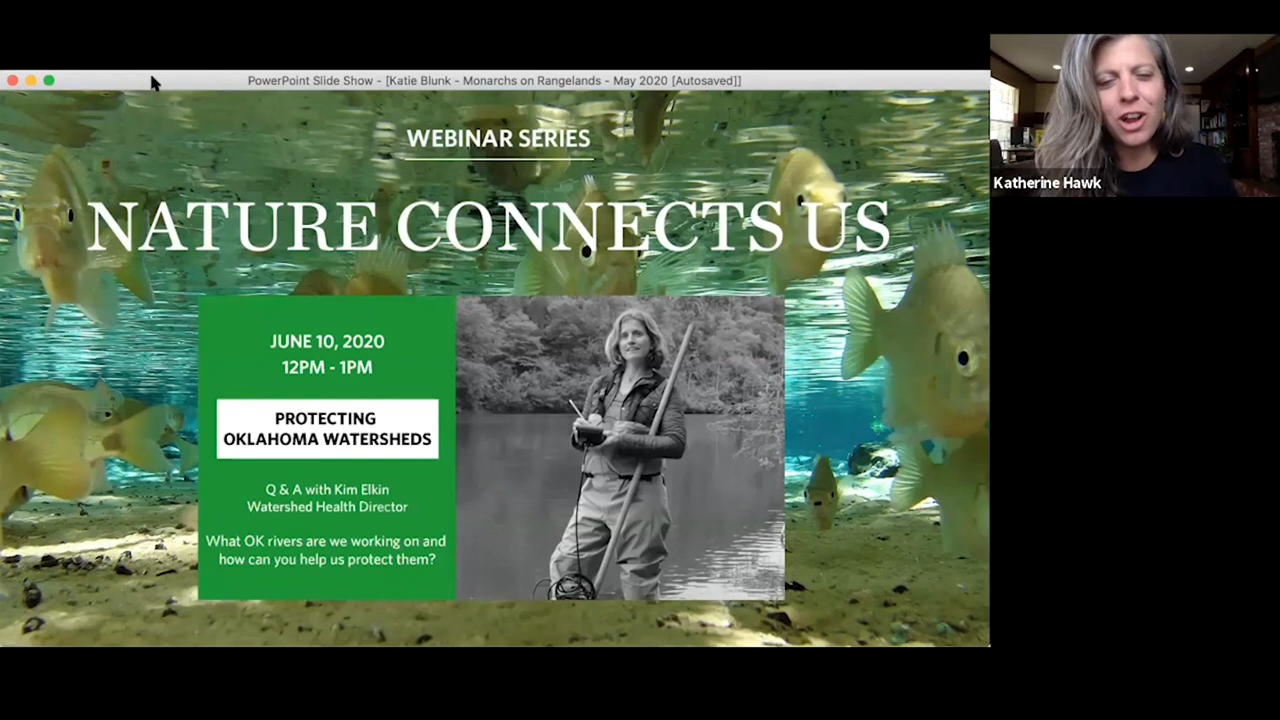 PowerPoint Slide Show - [Katie Blunk - Monarchs on Rangelands - May 2020 [Autosaved]]
WEBINAR SERIES
NATURE CONNECTS US
JUNE 10, 2020
12PM - 1PM
PROTECTING
OKLAHOMA WATERSHEDS
Q & A with Kim Elkin
Watershed Health Director
What OK rivers are we working on and
how can you help us protect them?
Katherine Hawk